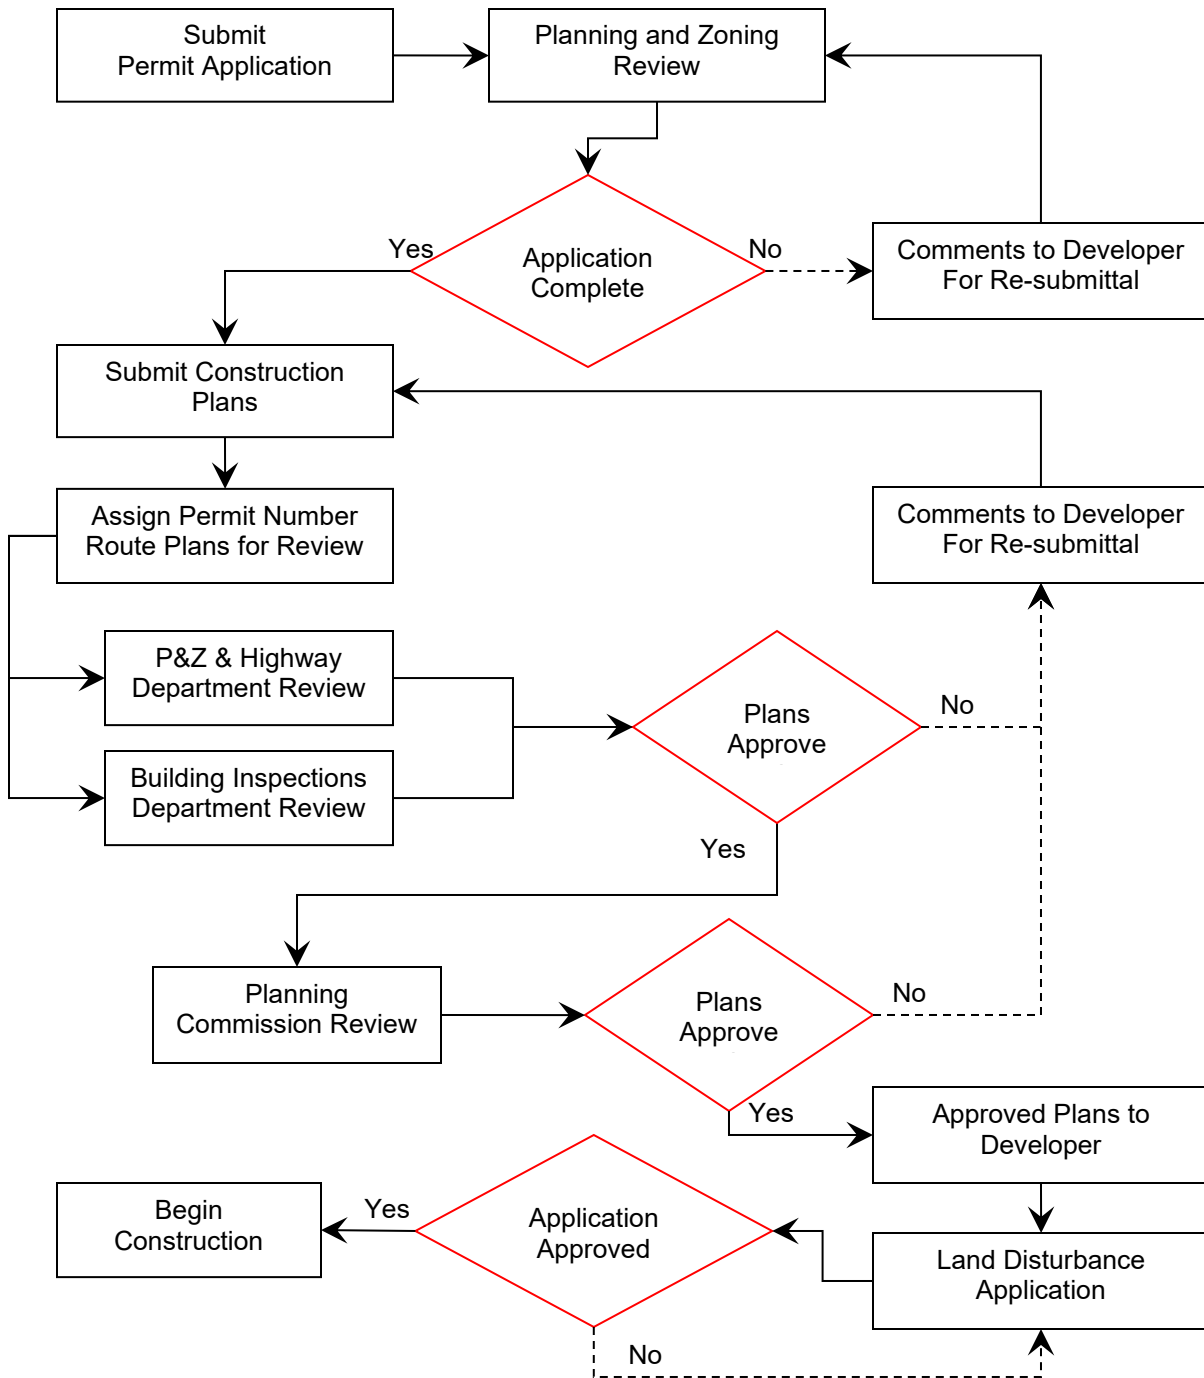 Submit
Permit Application
Planning and Zoning
Review
Yes
Application
Complete
No
Comments to Developer
For Re-submittal
Submit Construction
Plans
Assign Permit Number
Route Plans for Review
Comments to Developer
For Re-submittal
P&Z & Highway
Department Review
Building Inspections
Department Review
Plans
Approve
No
Yes
Planning
Commission Review
Plans
Approve
No
Yes
Approved Plans to
Developer
Begin
Construction
Yes
Application
Approved
Land Disturbance
Application
No